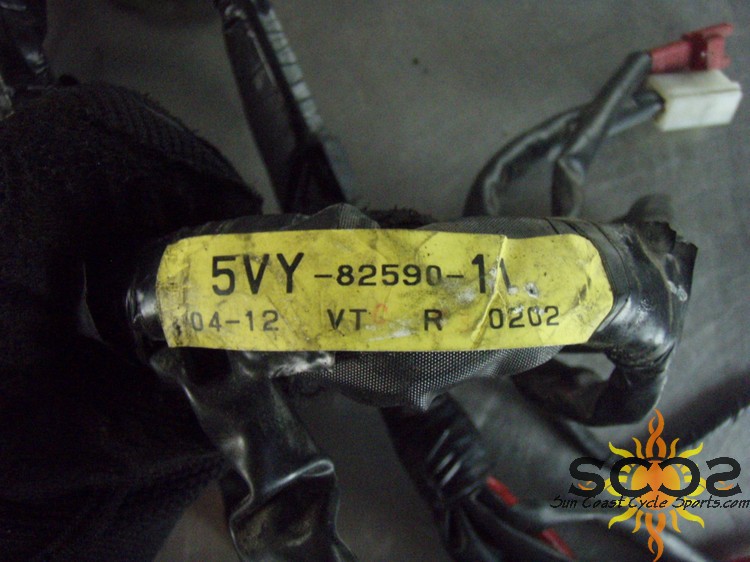 5VY-82590-1
04-12 VT R 0202
SCCS
Sun Coast Cycle Sports.com